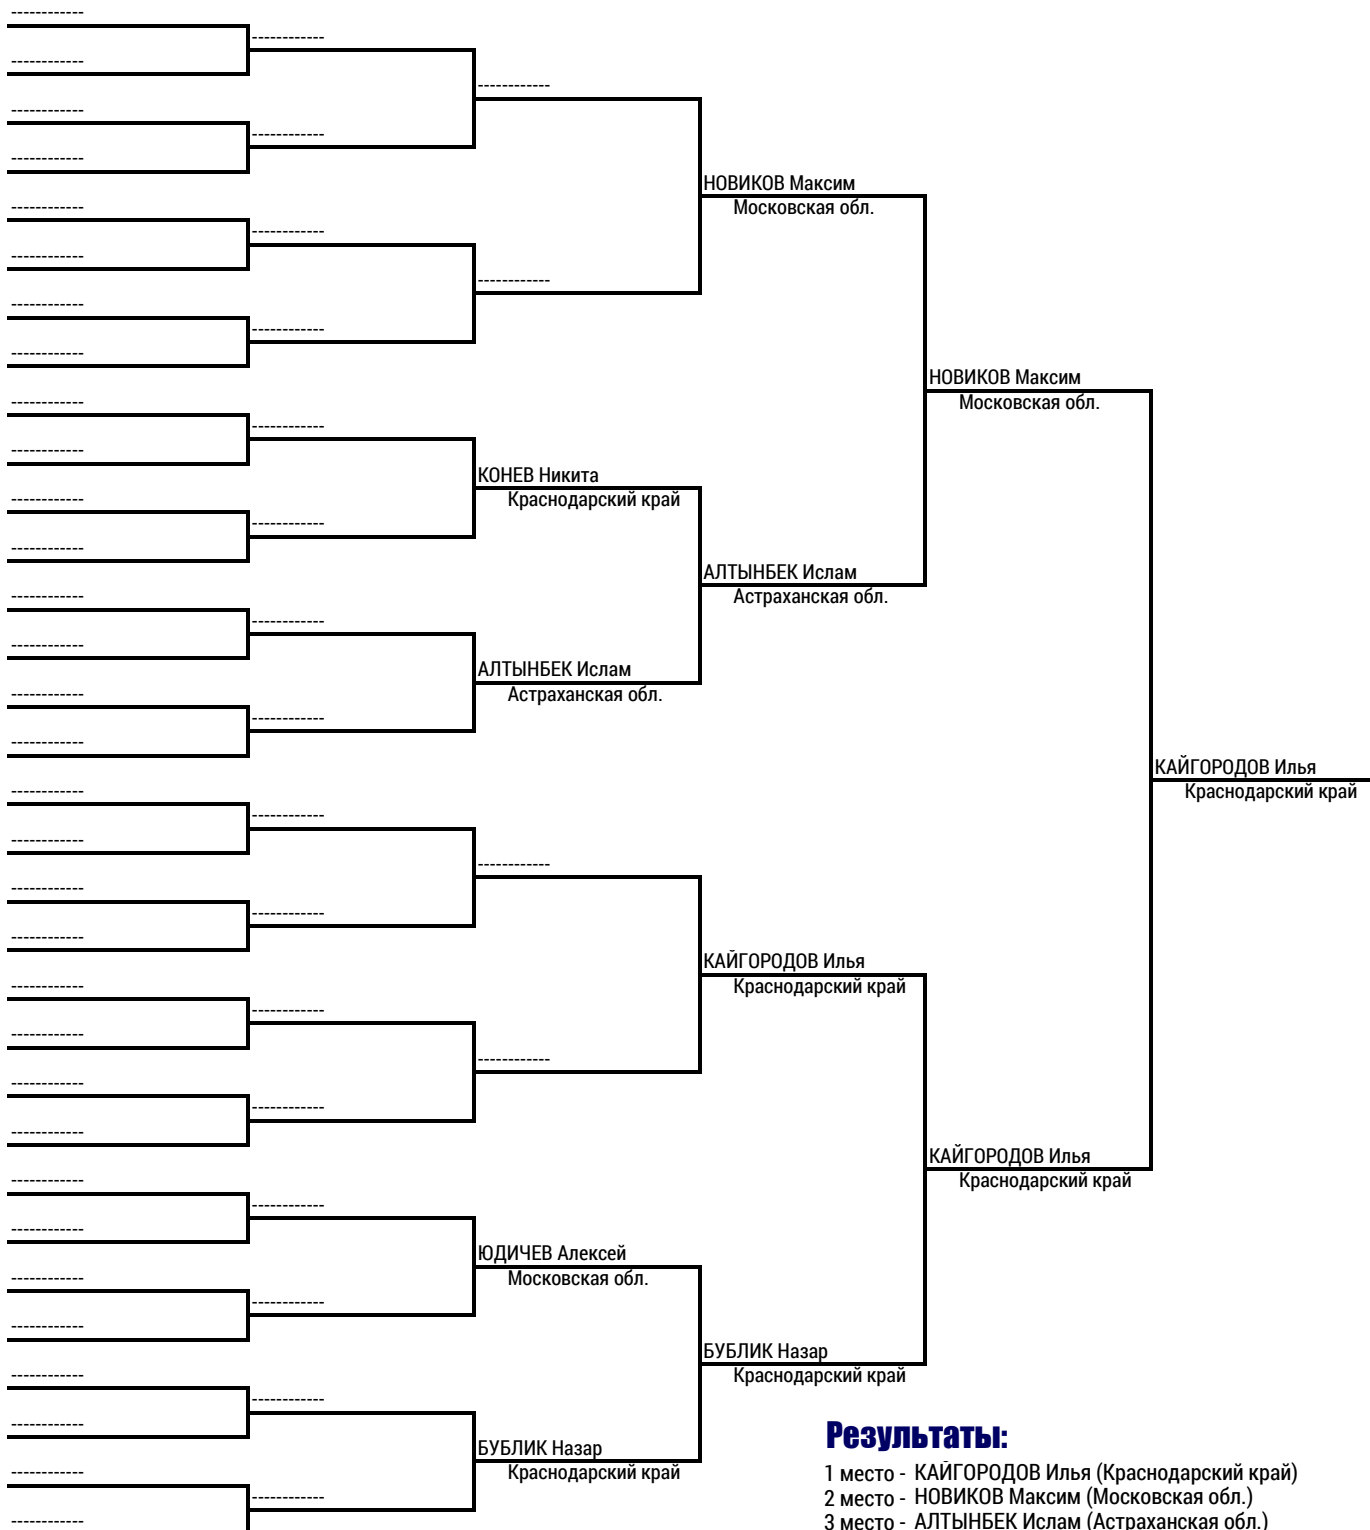 НОВИКОВ Максим
Московская обл.
НОВИКОВ Максим
Московская обл.
КОНЕВ Никита
Краснодарский край
АЛТЫНБЕК Ислам
Астраханская обл.
АЛТЫНБЕК Ислам
Астраханская обл.
КАЙГОРОДОВ Илья
Краснодарский край
КАЙГОРОДОВ Илья
Краснодарский край
КАЙГОРОДОВ Илья
Краснодарский край
ЮДИЧЕВ Алексей
Московская обл.
БУБЛИК Назар
Краснодарский край
БУБЛИК Назар
Краснодарский край
Результаты:
1 место - КАЙГОРОДОВ Илья (Краснодарский край)
2 место - НОВИКОВ Максим (Московская обл.)
3 место - АЛТЫНБЕК Ислам (Астраханская обл.)